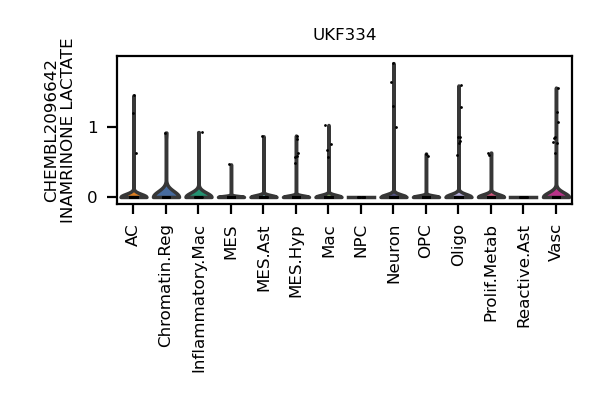 UKF334
CHEMBL2096642
INAMRINONE LACTATE
1
0
AC
Chromatin.Reg
Inflammatory.Mac
MES
MES.Ast
MES.Hyp
Mac
NPC
Neuron
OPC
Oligo
Prolif.Metab
Reactive.Ast
Vasc